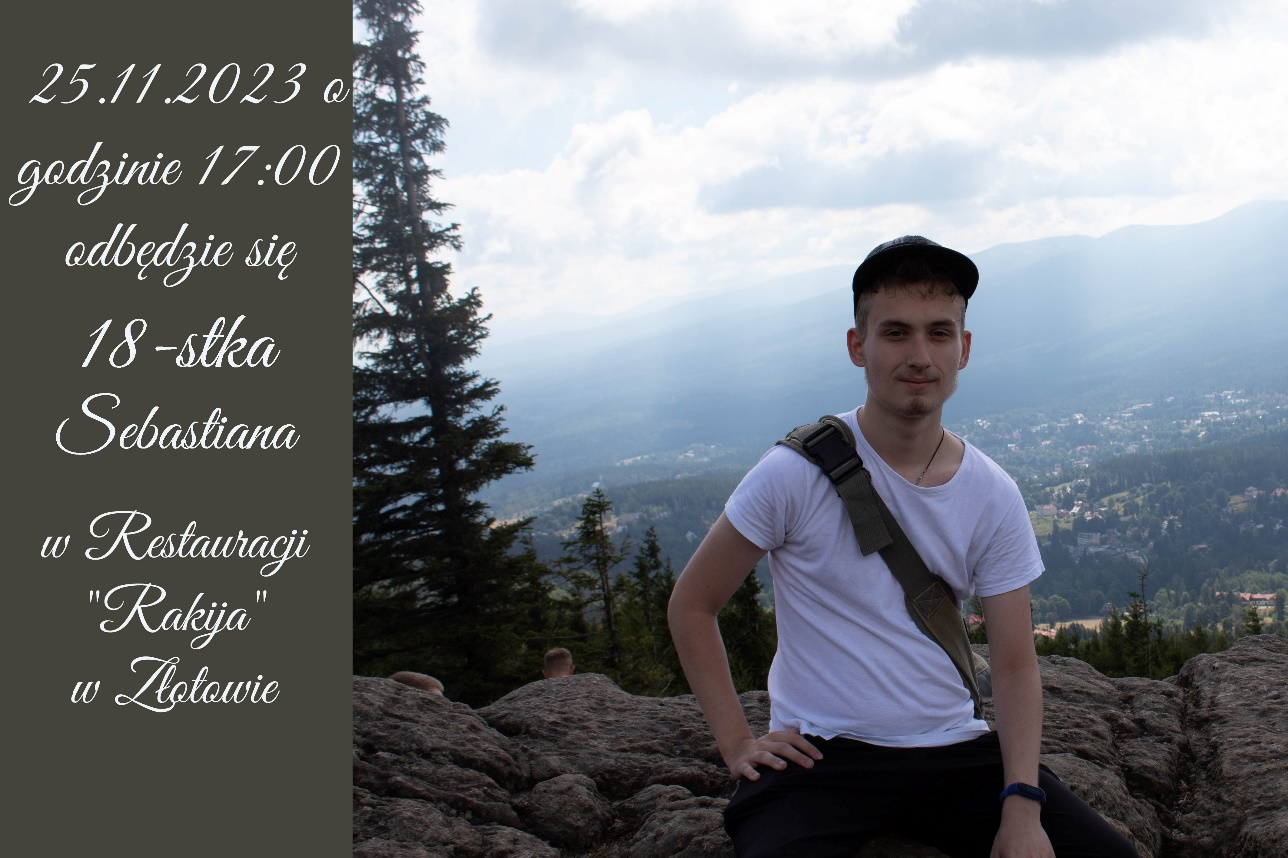 25.11.2023 o
godzinie 17:00
odbędzie się
18-stka
Sebastiana
w Restauracji
"Rakija"
w Złotowie